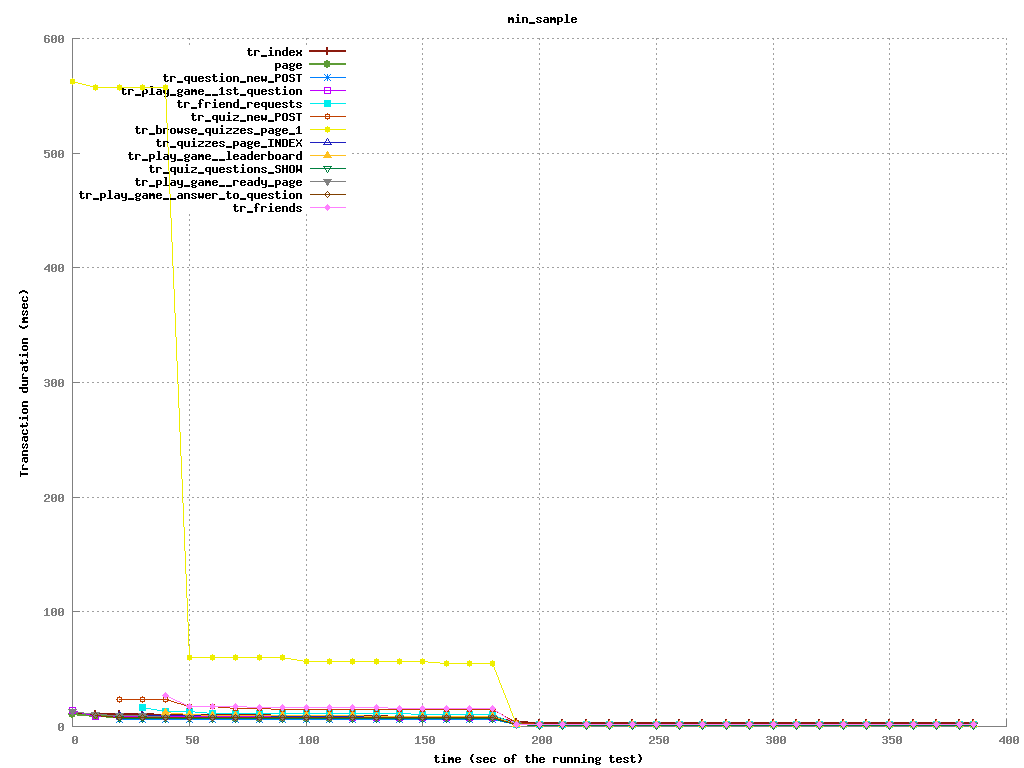 min_sample
600
500
400
300
200
100
0
Transaction duration (msec)
tr_index
page
tr_question_new_POST
tr_play_game__1st_question
tr_friend_requests
tr_quiz_new_POST
tr_browse_quizzes_page_1
tr_quizzes_page_INDEX
tr_play_game__leaderboard
tr_quiz_questions_SHOW
tr_play_game__ready_page
tr_play_game__answer_to_question
tr_friends
0 50 100 150 200 250 300 350 400
time (sec of the running test)